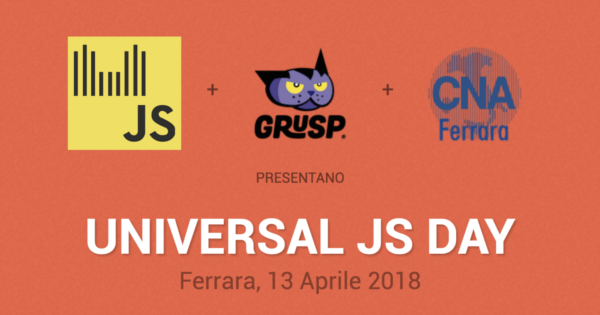 JS
+
GRUSP®
+
CNA
Ferrara
PRESENTANO
UNIVERSAL JS DAY
Ferrara, 13 Aprile 2018